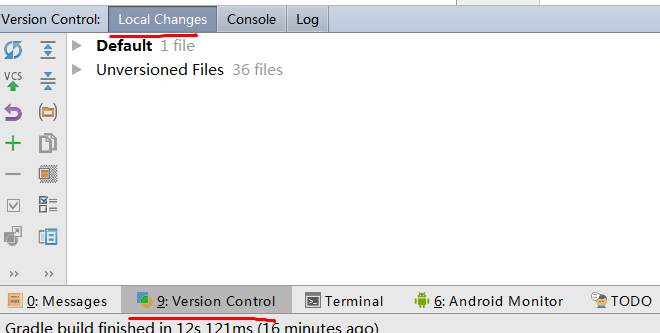 Version Control: Local Changes Console Log
Default 1 file
Unversioned Files 36 files
VCS
0: Messages 9: Version Control Terminal 6: Android Monitor TODO
Gradle build finished in 12s 121ms (16 minutes ago)